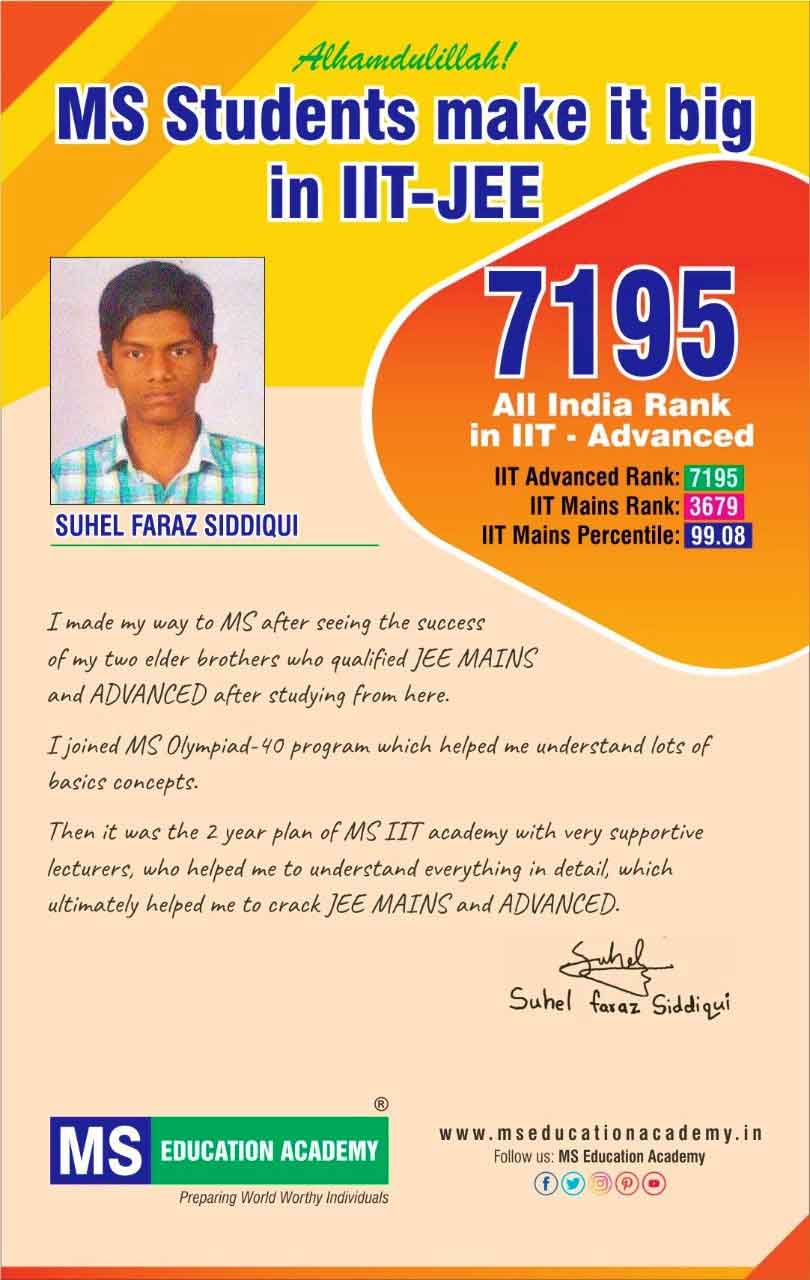 Alhamdulillah!
MS Students make it big
in IIT-JEE
7195
All India Rank
in IIT - Advanced
IIT Advanced Rank: 7195
IIT Mains Rank: 3679
IIT Mains Percentile: 99.08
SUHEL FARAZ SIDDIQUI
I made my way to MS after seeing the success
of my two elder brothers who qualified JEE MAINS
and ADVANCED after studying from here.
I joined MS Olympiad-40 program which helped me understand lots of
basics concepts.
Then it was the 2 year plan of MS IIT academy with very supportive
lecturers, who helped me to understand everything in detail, which
ultimately helped me to crack JEE MAINS and ADVANCED.
Suhel
Suhel faraz Siddiqui
®
MS EDUCATION ACADEMY
Preparing World Worthy Individuals
www.mseducationacademy.in
Follow us: MS Education Academy